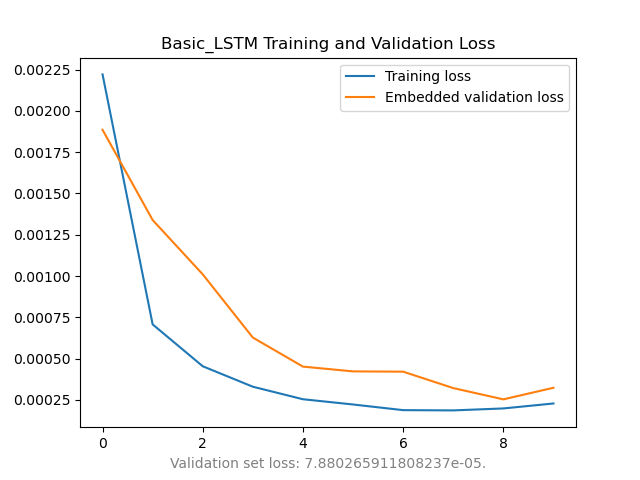 Basic_LSTM Training and Validation Loss
Training loss
Embedded validation loss
0.00225
0.00200
0.00175
0.00150
0.00125
0.00100
0.00075
0.00050
0.00025
0 2 4 6 8
Validation set loss: 7.880265911808237e-05.